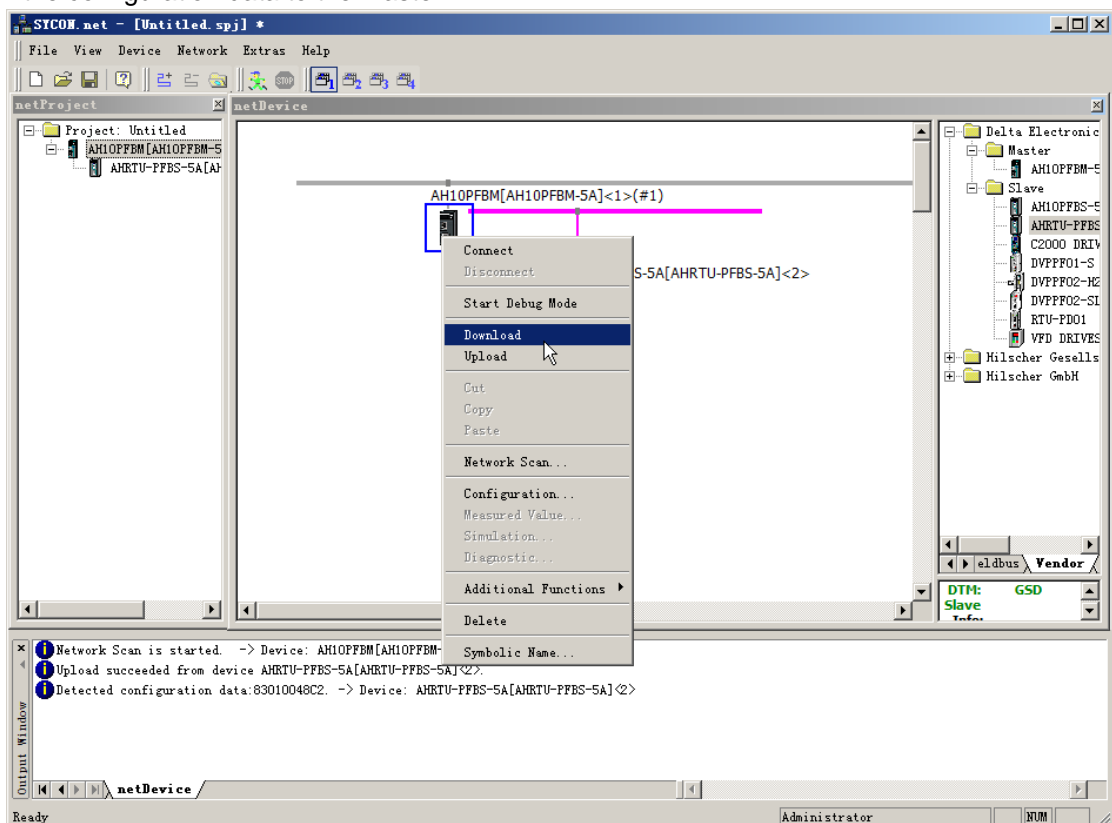 SYCON.net - [Untitled.spj] *
File View Device Network Extras Help
netProject
netDevice
Project: Untitled
AH10PFBM[AH10PFBM-5
AHRTU-PFBS-5A[AH
AH10PFBM[AH10PFBM-5A]<1>(#1)
S-5A[AHRTU-PFBS-5A]<2>
Connect
Disconnect
Start Debug Mode
Download
Upload
Cut
Copy
Paste
Network Scan...
Configuration...
Measured Value...
Simulation...
Diagnostic...
Additional Functions
Delete
Symbolic Name...
Delta Electronic
Master
AH10PFBM-5
Slave
AH10PFBS-5
AHRTU-PFBS
C2000 DRIV
DVPPF01-S
DVPPF02-H2
DVPPF02-SL
RTU-PD01
VFD DRIVES
Hilscher Gesells
Hilscher GmbH
eldbus Vendor
DTM: GSD
Slave
Network Scan is started. -> Device: AH10PFBM[AH10PFBM-
Upload succeeded from device AHRTU-PFBS-5A[AHRTU-PFBS-5A]<2>.
Detected configuration data:83010048C2. -> Device: AHRTU-PFBS-5A[AHRTU-PFBS-5A]<2>
Output Window
netDevice
Ready
Administrator
NUM